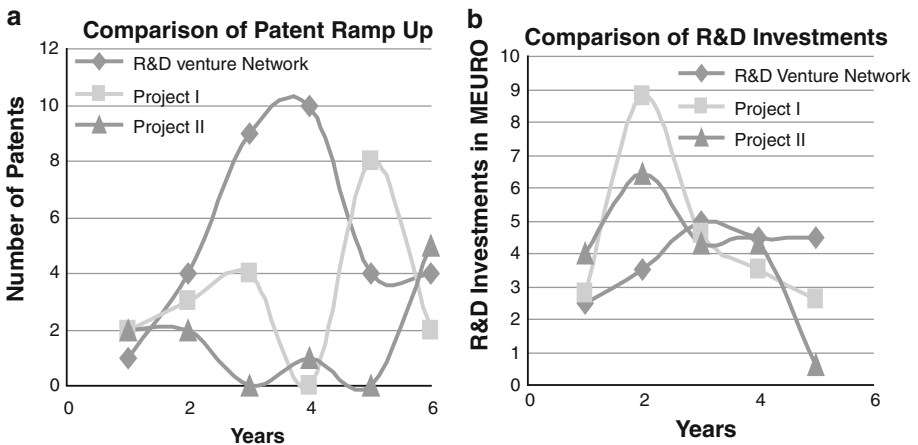 a
Comparison of Patent Ramp Up
12
10
8
6
4
2
0
Number of Patents
R&D venture Network
Project I
Project II
0 2 4 6
Years
b
Comparison of R&D Investments
10
9
8
7
6
5
4
3
2
1
0
R&D Investments in MEURO
R&D Venture Network
Project I
Project II
0 2 4 6
Years